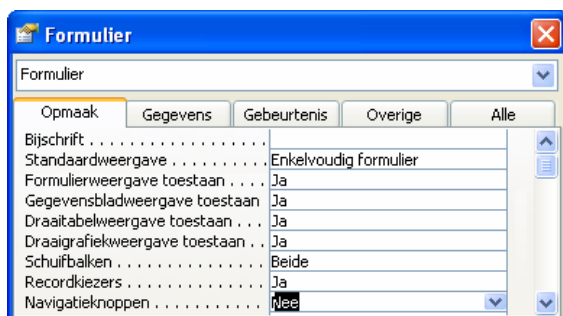 Formulier
Formulier
Opmaak Gegevens Gebeurtenis Overige Alle
Bijschrift . . . . . . . . . . . . . . . . . .
Standaardweergave . . . . . . . . . . Enkelvoudig formulier
Formulierweergave toestaan . . . . Ja
Gegevensbladweergave toestaan Ja
Draaitabelweergave toestaan . . . Ja
Draaigrafiekweergave toestaan . . Ja
Schuifbalken . . . . . . . . . . . . . . . Beide
Recordkiezers . . . . . . . . . . . . . . Ja
Navigatieknoppen . . . . . . . . . . . Nee